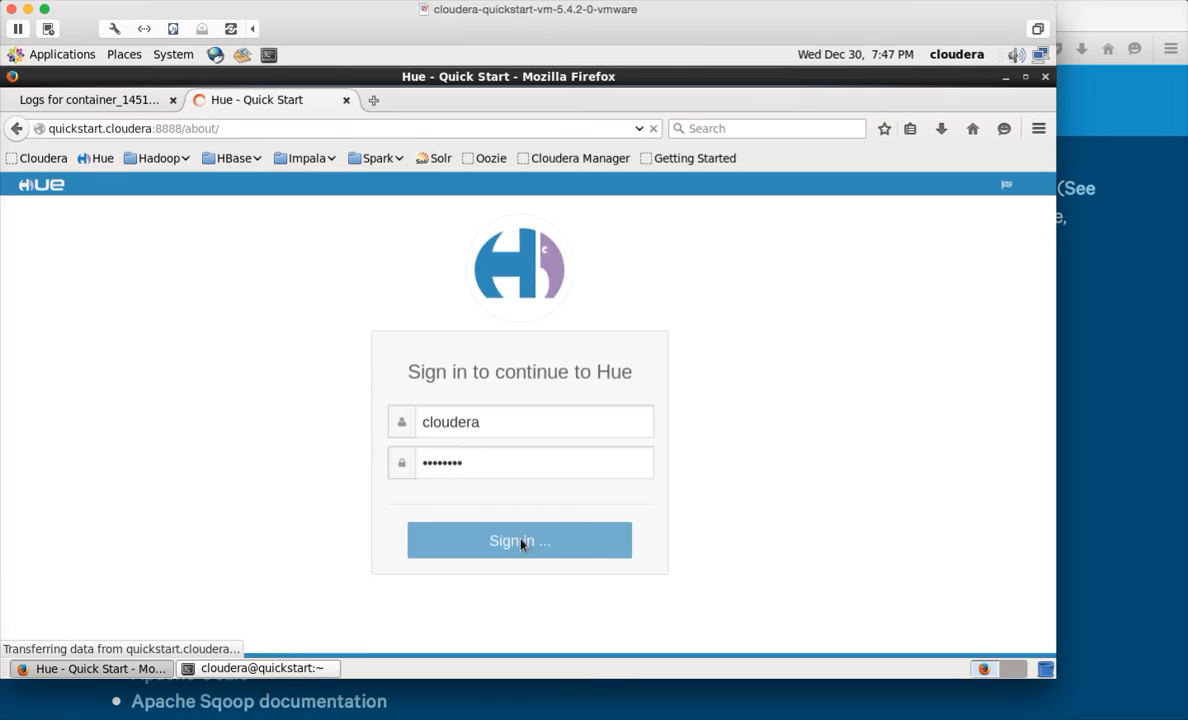 cloudera-quickstart-vm-5.4.2-0-vmware
Applications Places System Wed Dec 30, 7:47 PM cloudera
Hue - Quick Start - Mozilla Firefox
Logs for container_1451... Hue - Quick Start
quickstart.cloudera:8888/about/ Search
Cloudera Hue Hadoop HBase Impala Spark Solr Oozie Cloudera Manager Getting Started
HUE
(See
e,
Sign in to continue to Hue
cloudera
••••••••
Sign in ...
Transferring data from quickstart.cloudera...
Hue - Quick Start - Mo... cloudera@quickstart:~
Apache Sqoop documentation